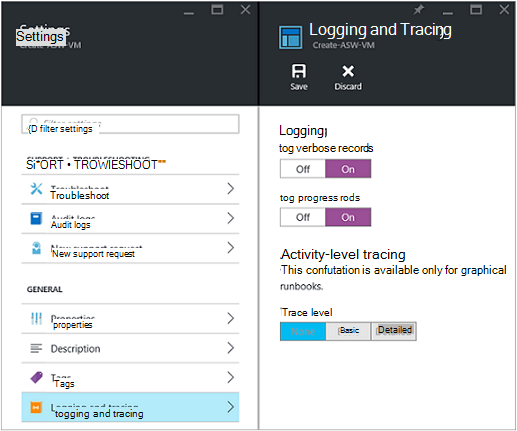 Settings
Create-ASW-VM
Filter settings
{D filter settings
Si*ORT • TROWIESHOOT""
Troubleshoot
Troubleshoot
Audit logs
Audit logs
New support request
New support request
GENERAL
Properties
properties
Description
Tags
Tags
Logging and tracing
togging and tracing
Logging and Tracing
Create-ASW-VM
Save
Discard
Logging
tog verbose records
Off
On
tog progress rods
Off
On
Activity-level tracing
This confutation is available only for graphical
runbooks.
Trace level
None
Basic
Detailed